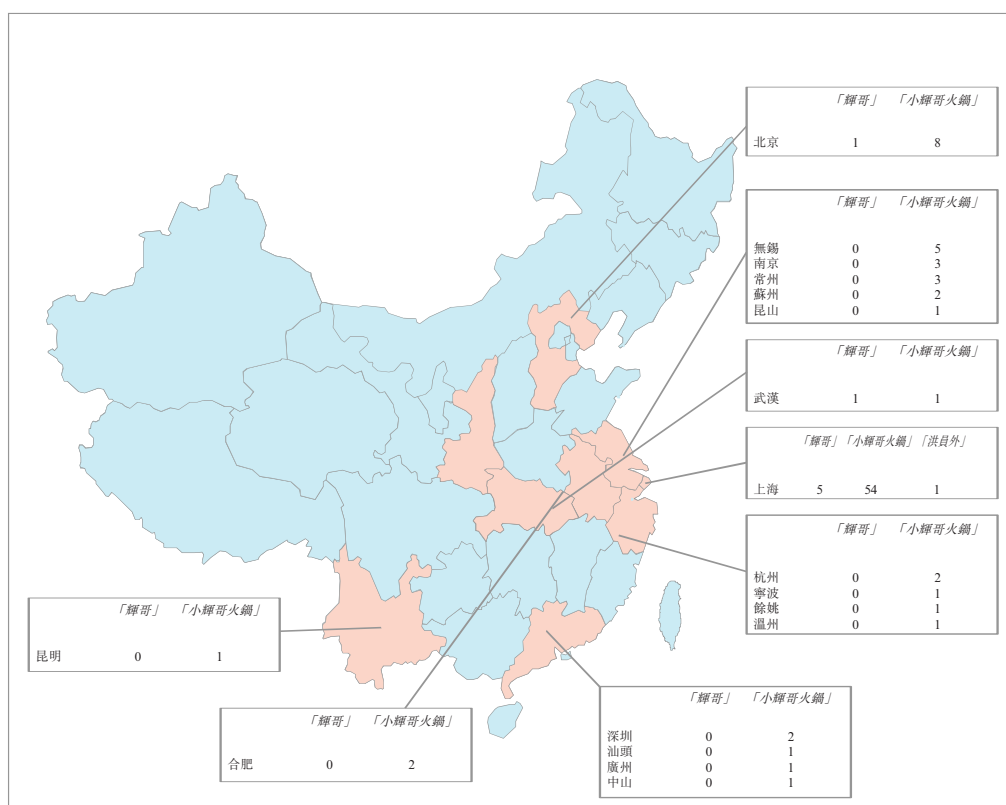 「輝哥」 「小輝哥火鍋」
北京 1 8
「輝哥」 「小輝哥火鍋」
無錫 0 5
南京 0 3
常州 0 3
蘇州 0 2
昆山 0 1
「輝哥」 「小輝哥火鍋」
武漢 1 1
「輝哥」 「小輝哥火鍋」 「洪員外」
上海 5 54 1
「輝哥」 「小輝哥火鍋」
杭州 0 2
寧波 0 1
餘姚 0 1
溫州 0 1
「輝哥」 「小輝哥火鍋」
昆明 0 1
「輝哥」 「小輝哥火鍋」
合肥 0 2
「輝哥」 「小輝哥火鍋」
深圳 0 2
汕頭 0 1
廣州 0 1
中山 0 1